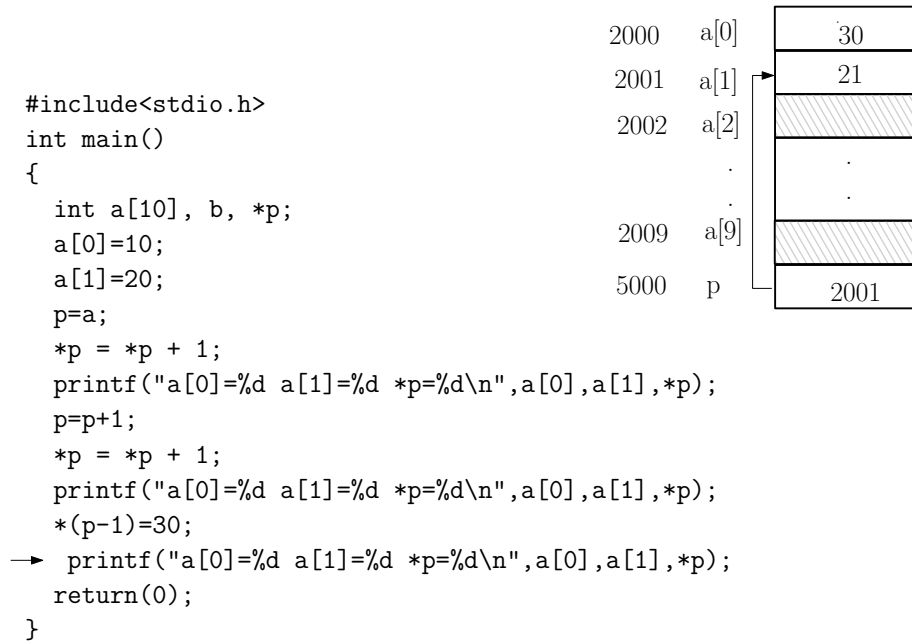 2000 a[0] 30
2001 a[1] 21
2002 a[2]
. .
. .
2009 a[9]
5000 p 2001
#include<stdio.h>
int main()
{
int a[10], b, *p;
a[0]=10;
a[1]=20;
p=a;
*p = *p + 1;
printf("a[0]=%d a[1]=%d *p=%d\n",a[0],a[1],*p);
p=p+1;
*p = *p + 1;
printf("a[0]=%d a[1]=%d *p=%d\n",a[0],a[1],*p);
*(p-1)=30;
printf("a[0]=%d a[1]=%d *p=%d\n",a[0],a[1],*p);
return(0);
}